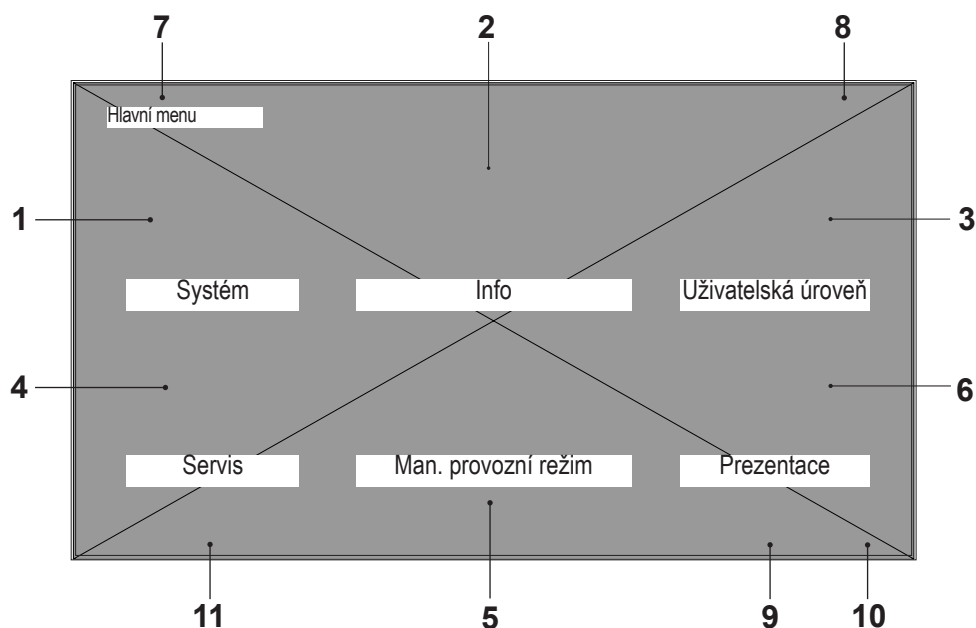 7 2 8
Hlavní menu
1 3
Systém Info Uživatelská úroveň
4 6
Servis Man. provozní režim Prezentace
11 5 9 10